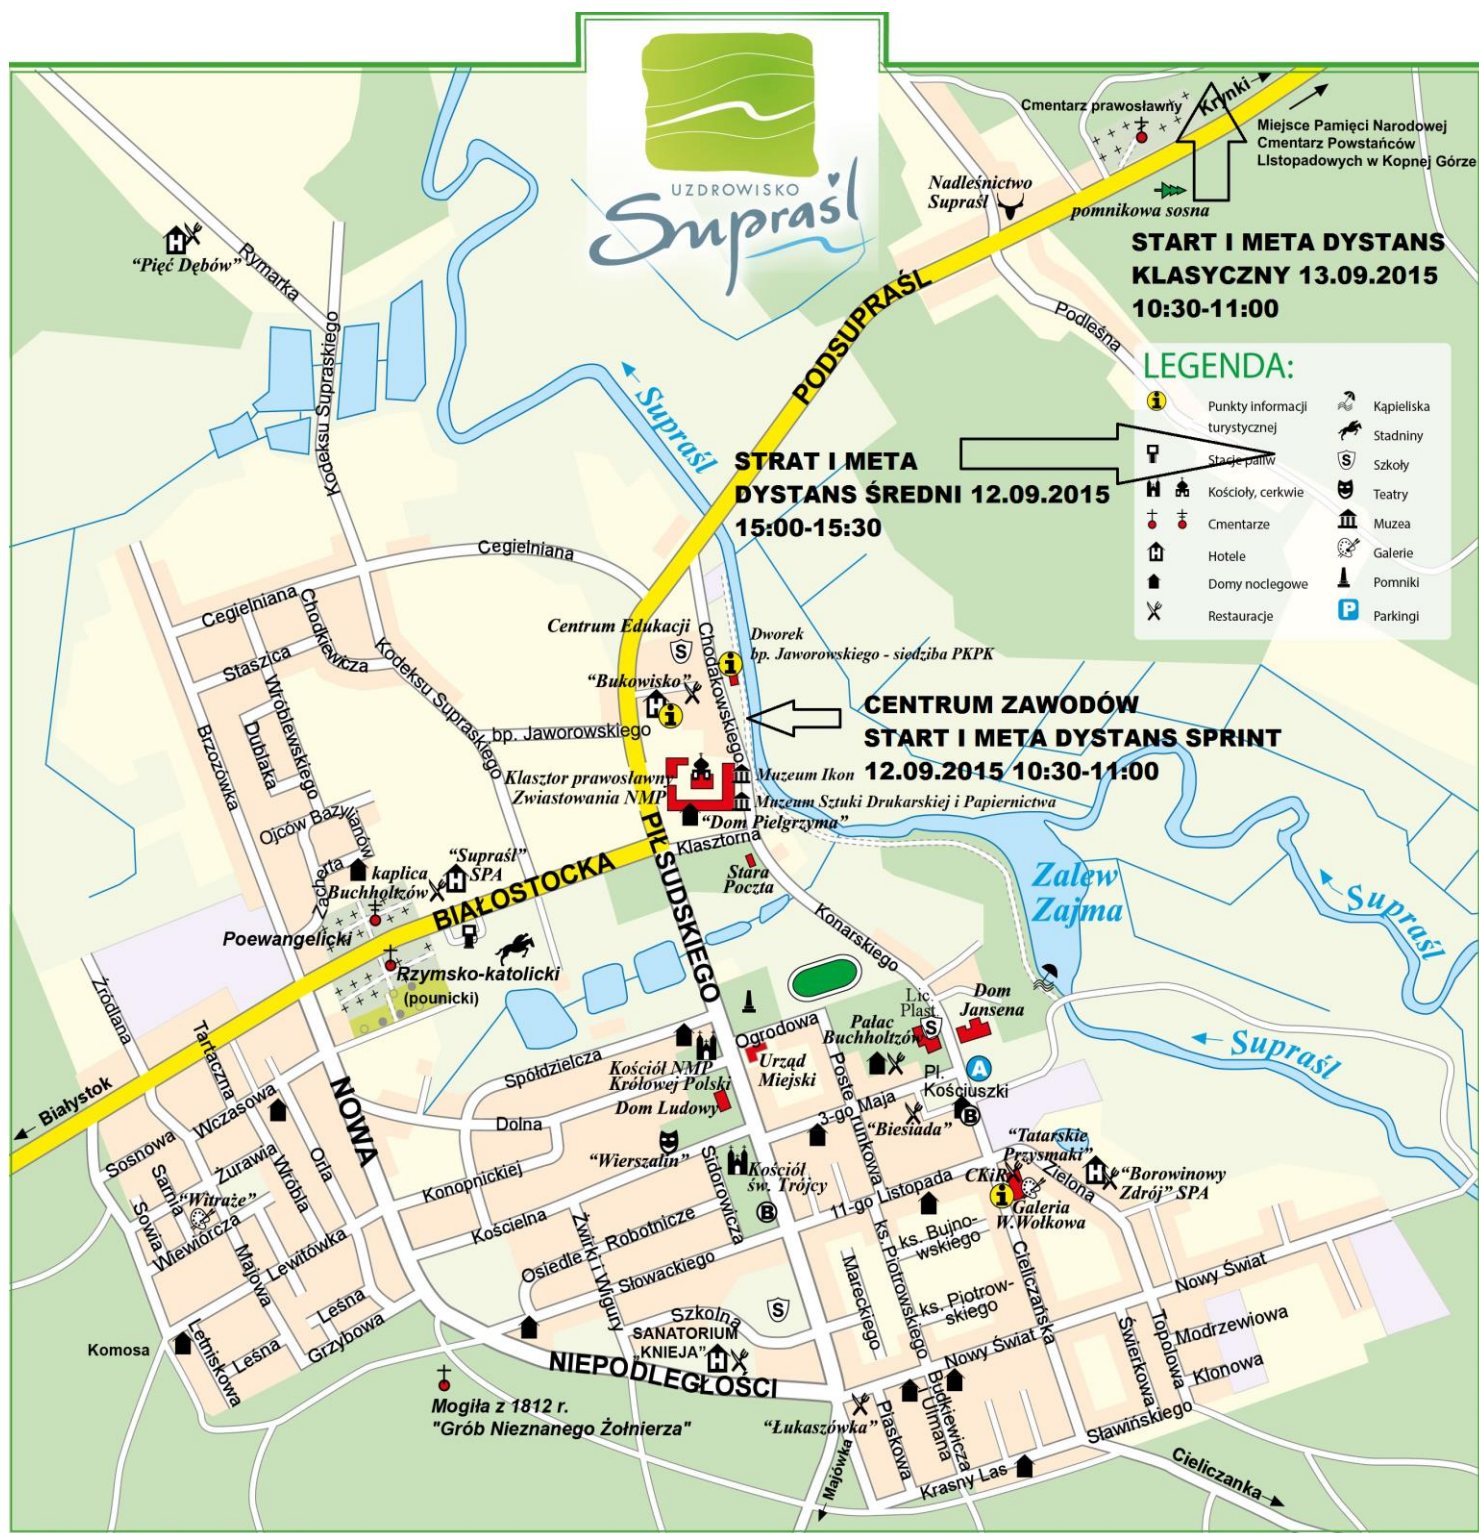 UZDROWISKO
Supraśl
Cmentarz prawosławny
Krynki
Miejsce Pamięci Narodowej
Cmentarz Powstańców
LIstopadowych w Kopnej Górze
Nadleśnictwo
Supraśl
pomnikowa sosna
"Pięć Dębów"
Rymarka
START I META DYSTANS
KLASYCZNY 13.09.2015
10:30-11:00
PODSUPRAŚL
Podleśna
Kodeksu Supraskiego
Supraśl
LEGENDA:
Punkty informacji
turystycznej
Stacje paliw
Kościoły, cerkwie
Cmentarze
Hotele
Domy noclegowe
Restauracje
Kąpieliska
Stadniny
Szkoły
Teatry
Muzea
Galerie
Pomniki
P
Parkingi
STRAT I META
DYSTANS ŚREDNI 12.09.2015
15:00-15:30
Cegielniana
Cegielniana
Chodkiewicza
Staszica
Kodeksu Supraskiego
Wróblewskiego
Dublaka
Brzozówka
Centrum Edukacji
S
Chodakowskiego
Dworek
bp. Jaworowskiego - siedziba PKPK
"Bukowisko"
bp. Jaworowskiego
CENTRUM ZAWODÓW
START I META DYSTANS SPRINT
12.09.2015 10:30-11:00
Klasztor prawosławny
Zwiastowania NMP
Muzeum Ikon
Muzeum Sztuki Drukarskiej i Papiernictwa
"Dom Pielgrzyma"
Klasztorna
Ojców Bazylianów
Zacherta
kaplica
Buchholtzów
"Supraśl"
SPA
BIAŁOSTOCKA
PIŁSUDSKIEGO
Stara
Poczta
Zalew
Zajma
Supraśl
Konarskiego
Poewangelicki
Rzymsko-katolicki
(pounicki)
Źródlana
Tartaczna
Białystok
NOWA
Spółdzielcza
Ogrodowa
Lic.
Plast.
S
Dom
Jansena
Pałac
Buchholtzów
Kościół NMP
Królowej Polski
Urząd
Miejski
Dom Ludowy
Posterunkowa
3-go Maja
Pl.
Kościuszki
A
B
Supraśl
Dolna
"Wierszalin"
Sidorowicza
Kościół
św. Trójcy
B
"Biesiada"
"Tatarskie
Przysmaki"
CKiR
Zielona
"Borowinowy
Zdrój" SPA
Galeria
W.Wołkowa
Wczasowa
Sosnowa
Żurawia
Sarnia
Wróbla
Orla
"Witraże"
Sowia
Wiewiórcza
Majowa
Lewitówka
Konopnickiej
Kościelna
Żwirki i Wigury
Osiedle Robotnicze
Słowackiego
11-go Listopada
ks. Bujno-
wskiego
ks. Piotrowskiego
Mareckiego
ks. Piotrow-
skiego
Cieliczańska
Nowy Świat
Nowy Świat
Leśna
Leśna
Grzybowa
Letniskowa
Komosa
Szkolna
S
SANATORIUM
„KNIEJA"
NIEPODLEGŁOŚCI
Świerkowa
Topolowa
Modrzewiowa
Klonowa
Mogiła z 1812 r.
"Grób Nieznanego Żołnierza"
"Łukaszówka"
Majówka
Piaskowa
Ulmana
Budkiewicza
Krasny Las
Sławińskiego
Cieliczanka